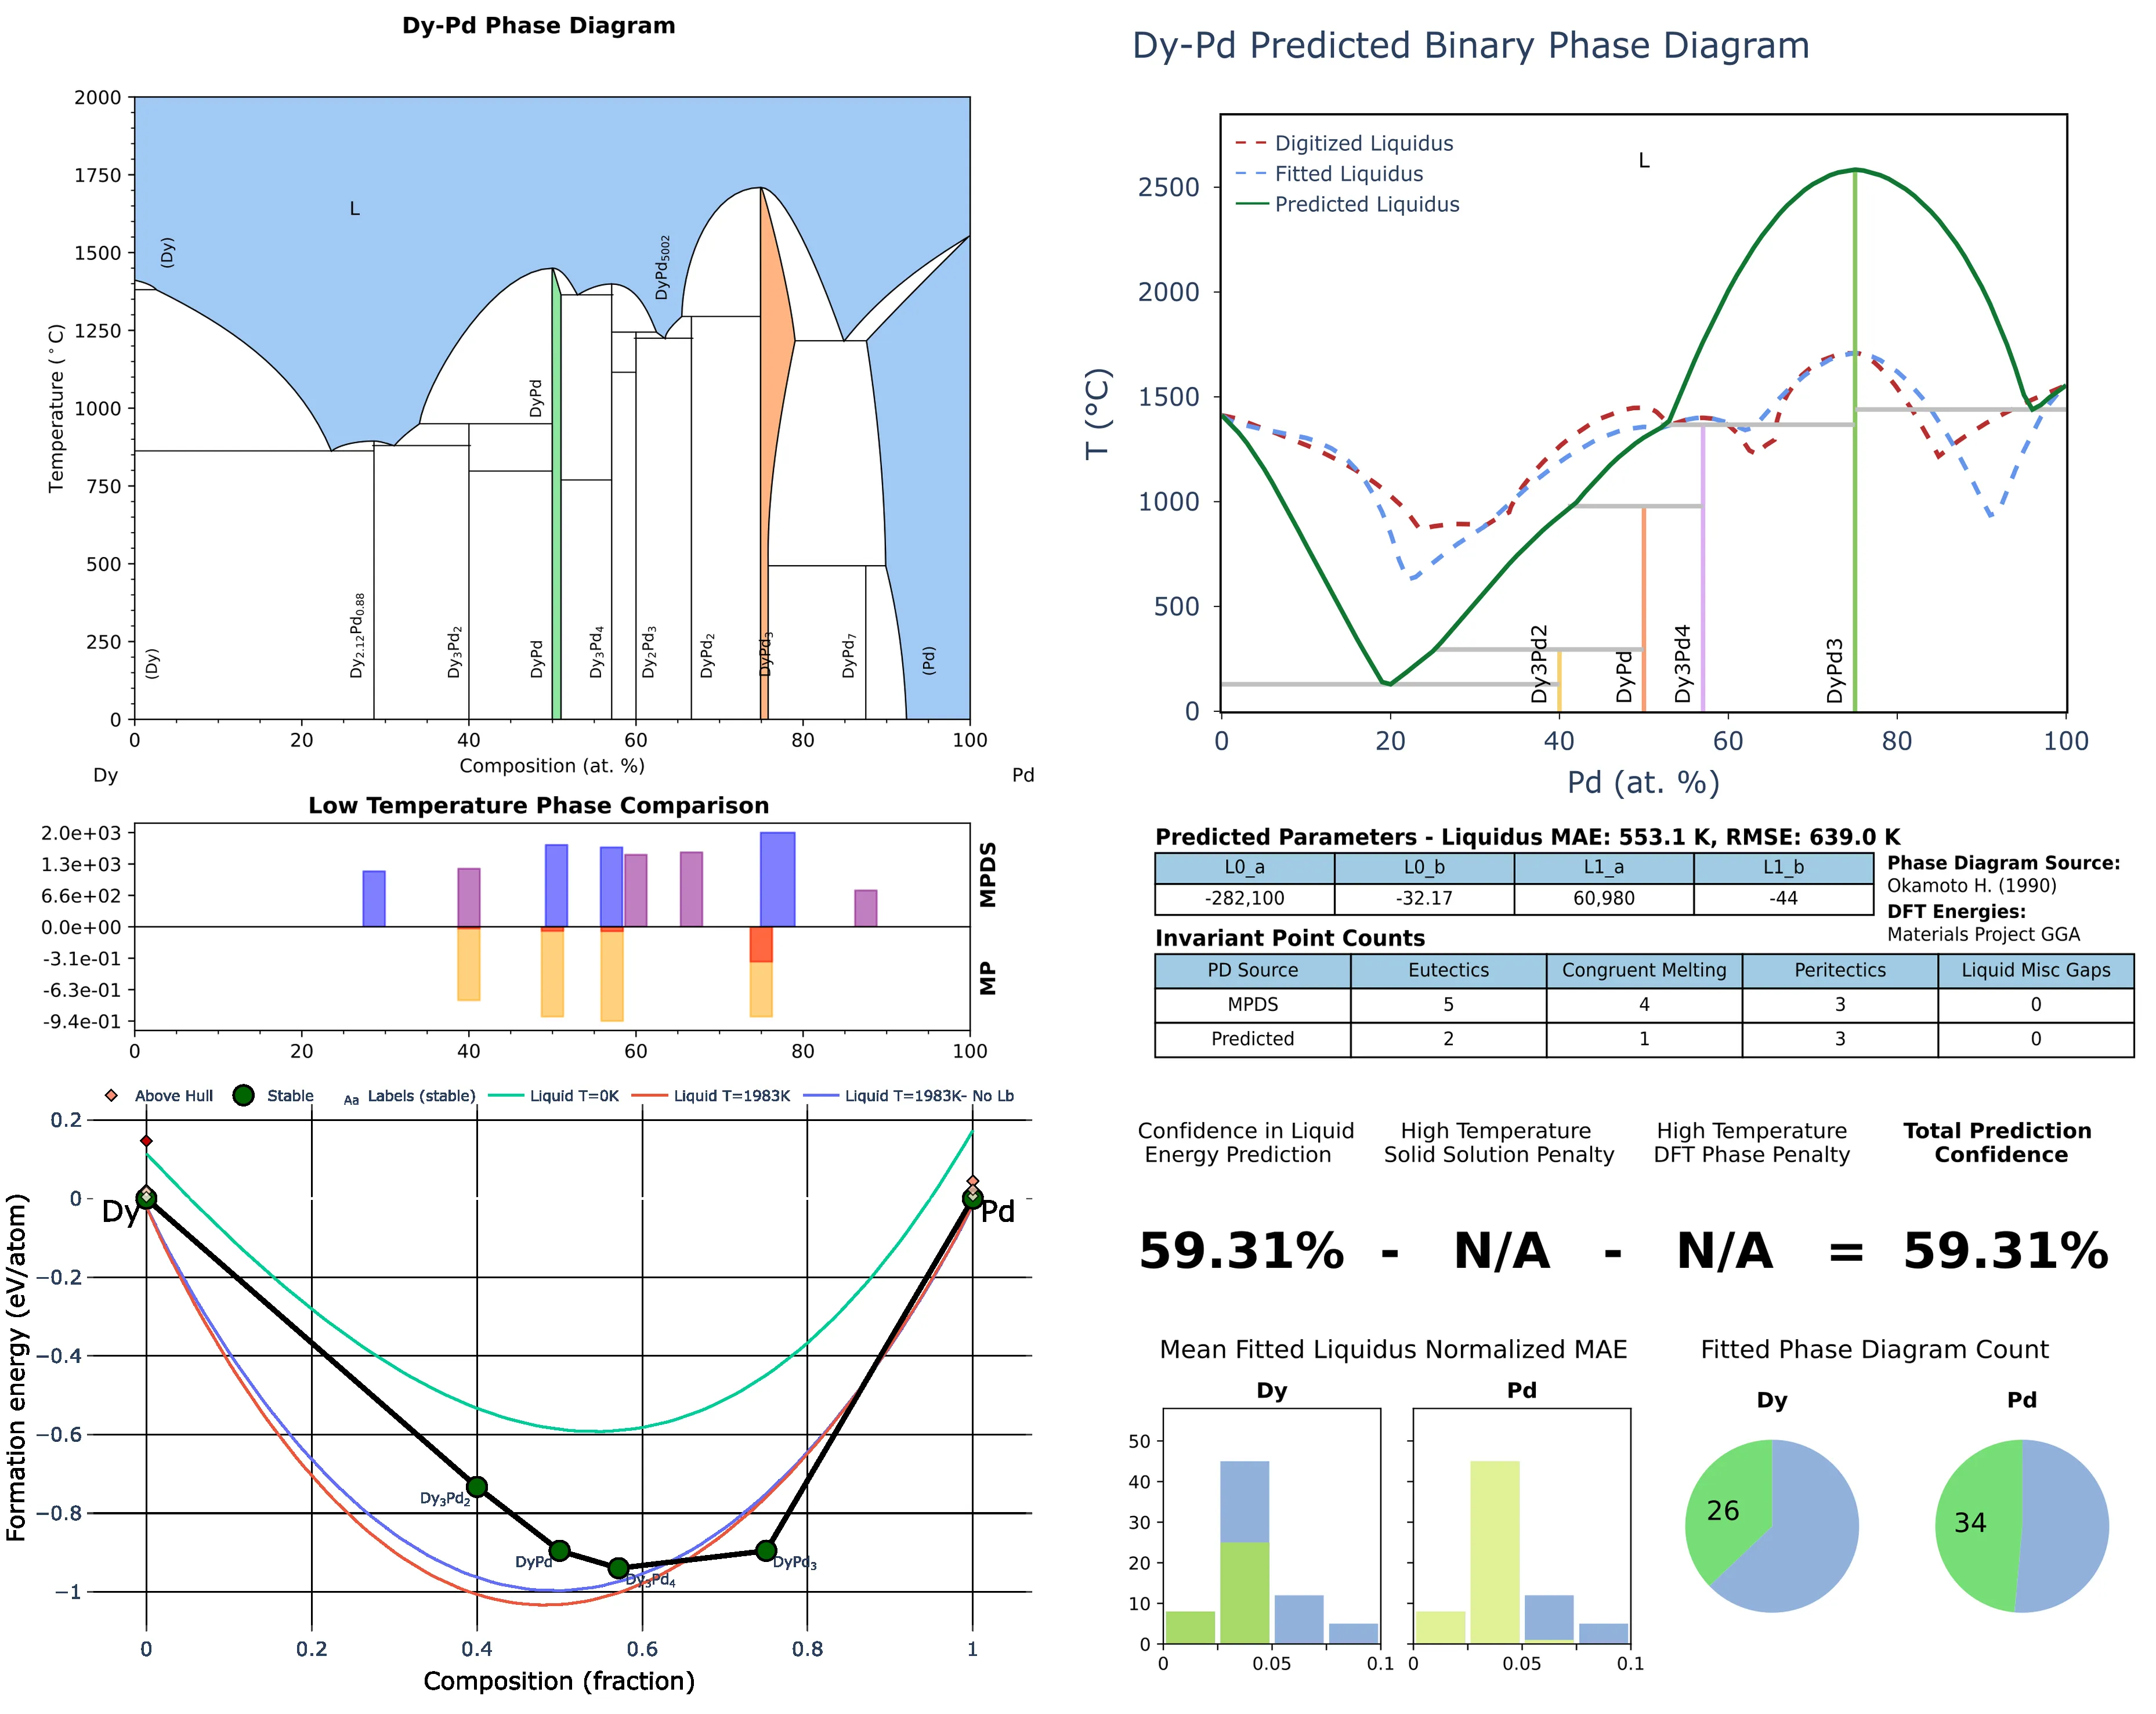 Dy-Pd Phase Diagram
2000
1750
1500
1250
1000
750
500
250
0
Temperature (°C)
L
(Dy)
(Dy)
Dy2.12Pd0.88
Dy3Pd2
DyPd
DyPd
Dy3Pd4
Dy2Pd3
DyPd5002
DyPd2
DyPd3
DyPd7
(Pd)
0 20 40 60 80 100
Composition (at. %)
Dy Pd
Low Temperature Phase Comparison
2.0e+03
1.3e+03
6.6e+02
0.0e+00
-3.1e-01
-6.3e-01
-9.4e-01
MPDS
MP
0 20 40 60 80 100
Above Hull Stable Aa Labels (stable) Liquid T=0K Liquid T=1983K Liquid T=1983K- No Lb
0.2
0
−0.2
−0.4
−0.6
−0.8
−1
Formation energy (eV/atom)
Dy
Pd
Dy3Pd2
DyPd
Dy3Pd4
DyPd3
0 0.2 0.4 0.6 0.8 1
Composition (fraction)
Dy-Pd Predicted Binary Phase Diagram
Digitized Liquidus
Fitted Liquidus
Predicted Liquidus
L
2500
2000
1500
1000
500
0
T (°C)
Dy3Pd2
DyPd
Dy3Pd4
DyPd3
0 20 40 60 80 100
Pd (at. %)
Predicted Parameters - Liquidus MAE: 553.1 K, RMSE: 639.0 K
L0_a L0_b L1_a L1_b
-282,100 -32.17 60,980 -44
Phase Diagram Source:
Okamoto H. (1990)
DFT Energies:
Materials Project GGA
Invariant Point Counts
PD Source Eutectics Congruent Melting Peritectics Liquid Misc Gaps
MPDS 5 4 3 0
Predicted 2 1 3 0
Confidence in Liquid High Temperature High Temperature Total Prediction
Energy Prediction Solid Solution Penalty DFT Phase Penalty Confidence
59.31% - N/A - N/A = 59.31%
Mean Fitted Liquidus Normalized MAE
Dy Pd
50
40
30
20
10
0
0 0.05 0.1 0 0.05 0.1
Fitted Phase Diagram Count
Dy Pd
26 34